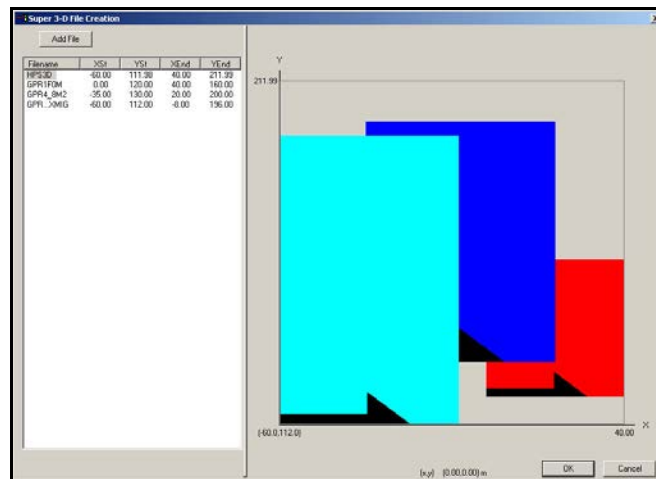 Super 3-D File Creation
Add File
Filename XSt YSt XEnd YEnd
HPS3D -60.00 111.98 40.00 211.99
GPR1F0M 0.00 120.00 40.00 160.00
GPR4_8M2 -35.00 130.00 20.00 200.00
GPR...XMIG -60.00 112.00 -8.00 196.00
Y
211.99
X
(-60.0,112.0)
40.00
(x,y) (0.00,0.00) m
OK
Cancel